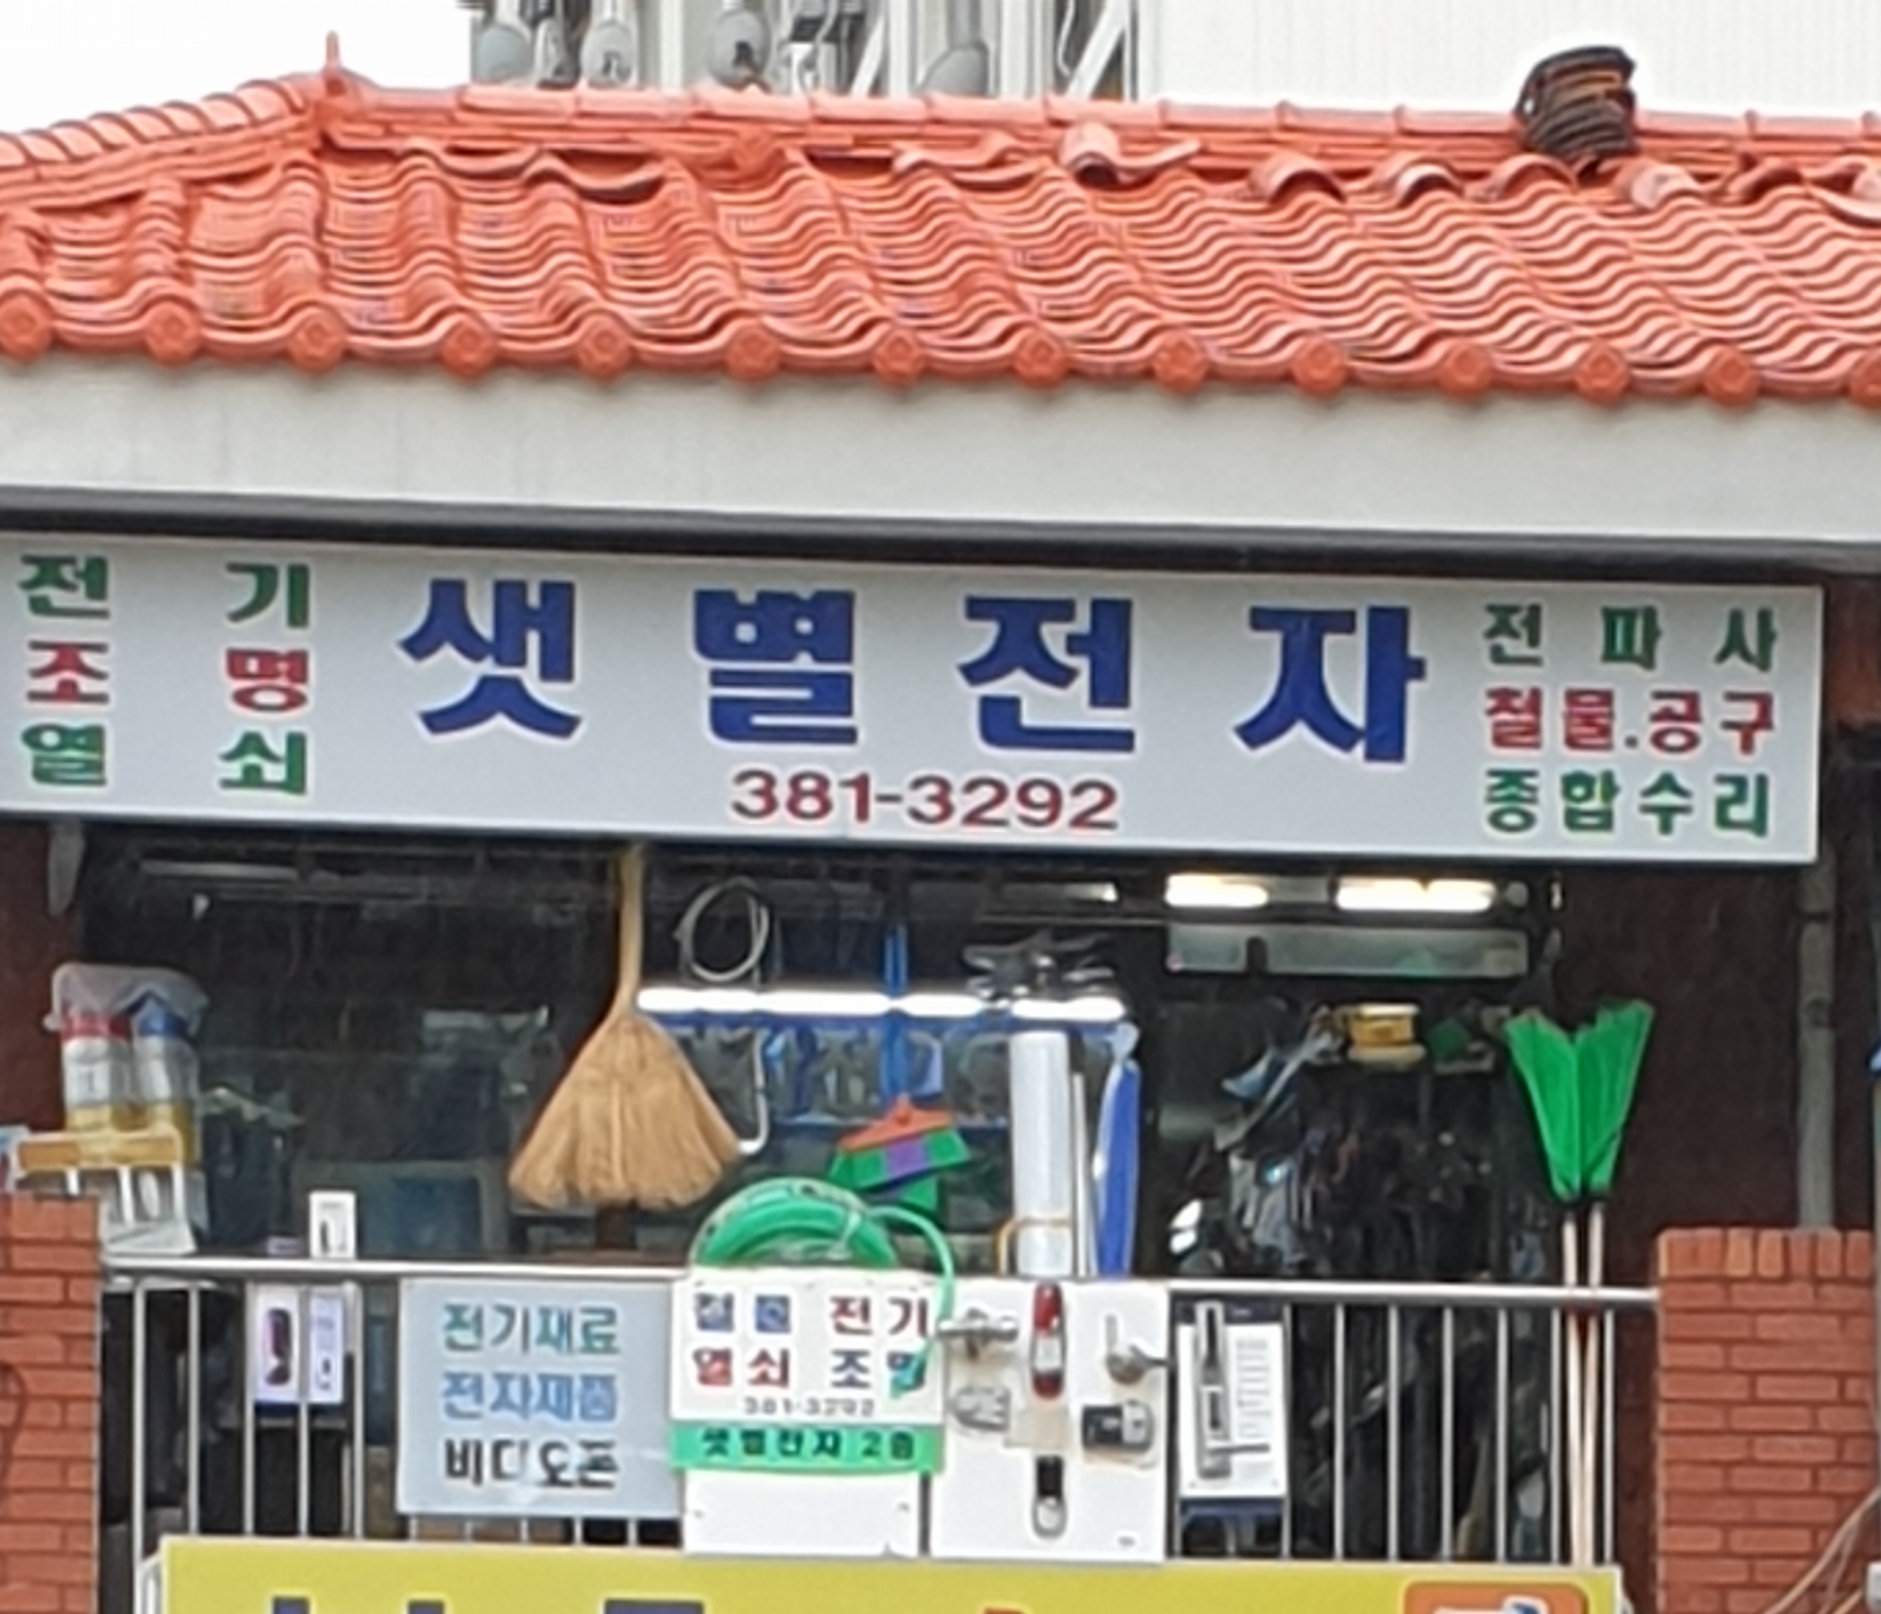 전기 샛별전자 전파사
조명 철물.공구
열쇠 381-3292 종합수리
전기재료
전자제품
비디오폰
철물 전기
열쇠 조명
381-3292
샛별전자 2층